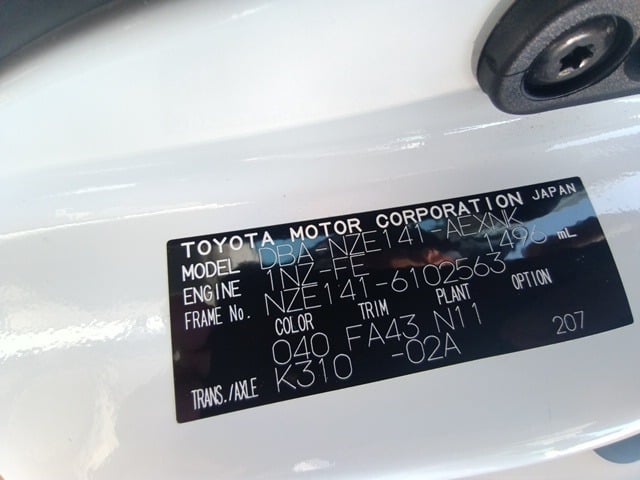 TOYOTA MOTOR CORPORATION JAPAN
MODEL DBA-NZE141-AEXNK
ENGINE 1NZ-FE 1496 mL
FRAME No. NZE141-6102563
COLOR TRIM PLANT OPTION
040 FA43 N11 207
TRANS./AXLE K310 -02A